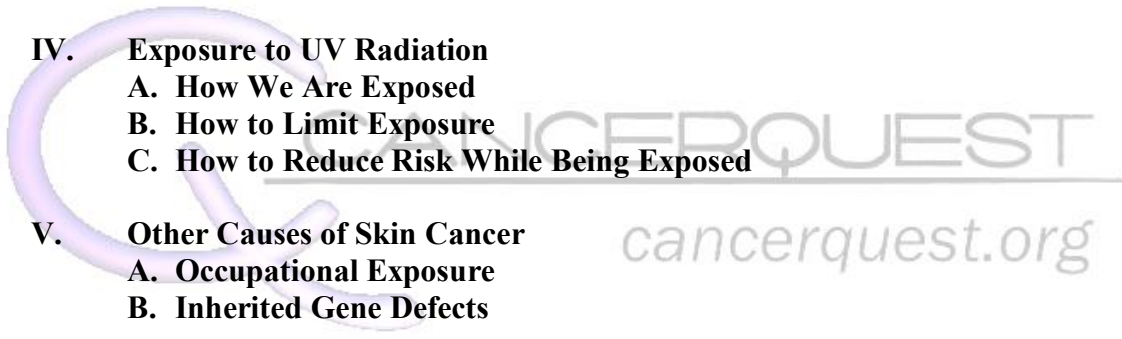 IV. Exposure to UV Radiation
A. How We Are Exposed
B. How to Limit Exposure
C. How to Reduce Risk While Being Exposed
CANCERQUEST
V. Other Causes of Skin Cancer
cancerquest.org
A. Occupational Exposure
B. Inherited Gene Defects